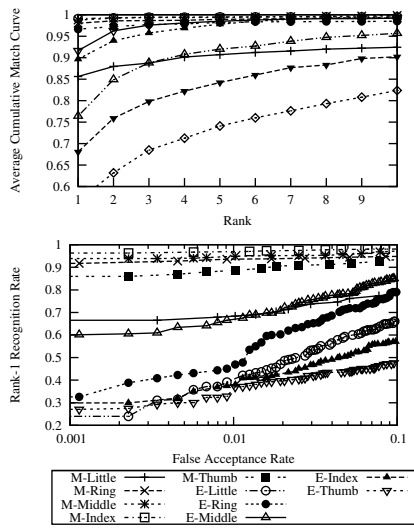 Average Cumulative Match Curve
1
0.95
0.9
0.85
0.8
0.75
0.7
0.65
0.6
1 2 3 4 5 6 7 8 9
Rank
Rank-1 Recognition Rate
1
0.9
0.8
0.7
0.6
0.5
0.4
0.3
0.2
0.001 0.01 0.1
False Acceptance Rate
M-Little M-Thumb E-Index
M-Ring E-Little E-Thumb
M-Middle E-Ring
M-Index E-Middle